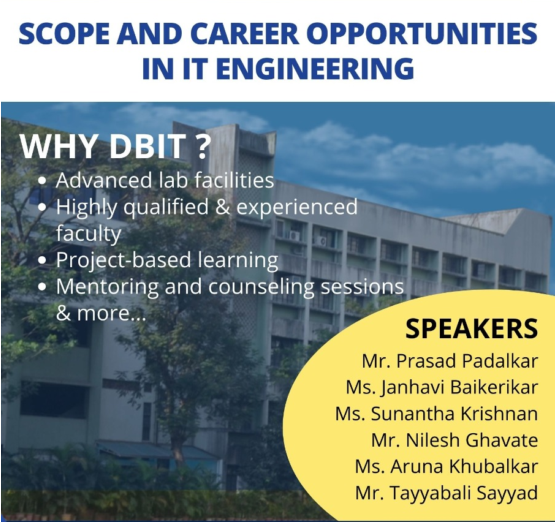 SCOPE AND CAREER OPPORTUNITIES
IN IT ENGINEERING
WHY DBIT ?
• Advanced lab facilities
• Highly qualified & experienced
faculty
• Project-based learning
• Mentoring and counseling sessions
& more...
SPEAKERS
Mr. Prasad Padalkar
Ms. Janhavi Baikerikar
Ms. Sunantha Krishnan
Mr. Nilesh Ghavate
Ms. Aruna Khubalkar
Mr. Tayyabali Sayyad